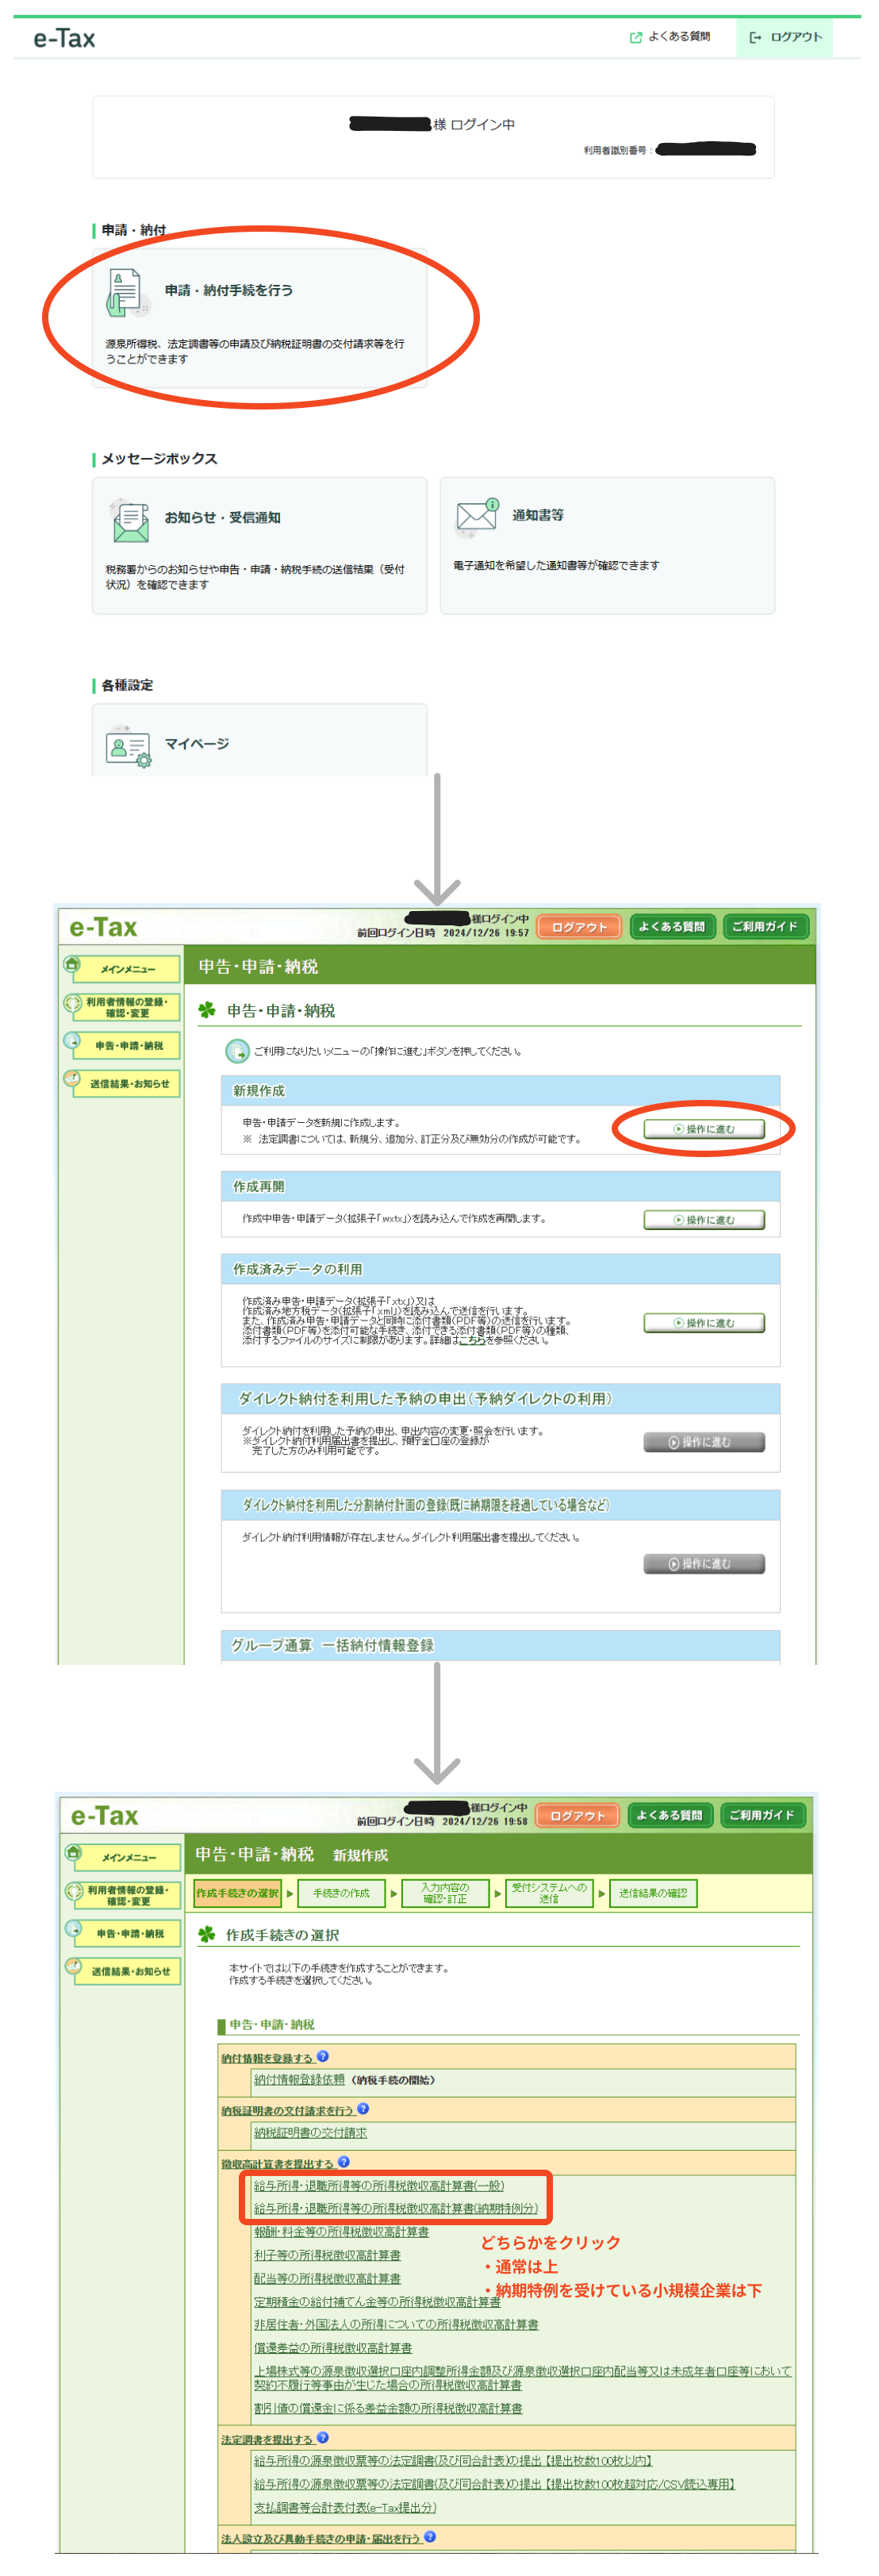 e-Tax
よくある質問
ログアウト
様 ログイン中
利用者識別番号：
申請・納付
申請・納付手続を行う
源泉所得税、法定調書等の申請及び納税証明書の交付請求等を行
うことができます
メッセージボックス
お知らせ・受信通知
税務署からのお知らせや申告・申請・納税手続の送信結果（受付
状況）を確認できます
通知書等
電子通知を希望した通知書等が確認できます
各種設定
マイページ
e-Tax
様ログイン中
前回ログイン日時 2024/12/26 19:57
ログアウト
よくある質問
ご利用ガイド
メインメニュー
利用者情報の登録・
確認・変更
申告・申請・納税
送信結果・お知らせ
申告・申請・納税
申告・申請・納税
ご利用になりたいメニューの「操作に進む」ボタンを押してください。
新規作成
申告・申請データを新規に作成します。
※ 法定調書については、新規分、追加分、訂正分及び無効分の作成が可能です。
操作に進む
作成再開
作成中申告・申請データ(拡張子「.wxtx」)を読み込んで作成を再開します。
操作に進む
作成済みデータの利用
作成済み申告・申請データ(拡張子「.xtx」)又は
作成済み地方税データ(拡張子「.xml」)を読み込んで送信を行います。
また、作成済み申告・申請データと同時に添付書類(PDF等)の送信を行います。
添付書類(PDF等)を添付可能な手続き、添付できる添付書類(PDF等)の種類、
添付するファイルのサイズに制限があります。詳細はこちらを参照ください。
操作に進む
ダイレクト納付を利用した予納の申出(予納ダイレクトの利用)
ダイレクト納付を利用した予納の申出、申出内容の変更・照会を行います。
※ダイレクト納付利用届出書を提出し、預貯金口座の登録が
完了した方のみ利用可能です。
操作に進む
ダイレクト納付を利用した分割納付計画の登録(既に納期限を経過している場合など)
ダイレクト納付利用情報が存在しません。ダイレクト利用届出書を提出してください。
操作に進む
グループ通算 一括納付情報登録
e-Tax
様ログイン中
前回ログイン日時 2024/12/26 19:58
ログアウト
よくある質問
ご利用ガイド
メインメニュー
利用者情報の登録・
確認・変更
申告・申請・納税
送信結果・お知らせ
申告・申請・納税 新規作成
作成手続きの選択
手続きの作成
入力内容の
確認・訂正
受付システムへの
送信
送信結果の確認
作成手続きの選択
本サイトでは以下の手続きを作成することができます。
作成する手続きを選択してください。
申告・申請・納税
納付情報を登録する ?
納付情報登録依頼 (納税手続の開始)
納税証明書の交付請求を行う ?
納税証明書の交付請求
徴収高計算書を提出する ?
給与所得・退職所得等の所得税徴収高計算書(一般)
給与所得・退職所得等の所得税徴収高計算書(納期特例分)
報酬・料金等の所得税徴収高計算書
利子等の所得税徴収高計算書
配当等の所得税徴収高計算書
定期積金の給付補てん金等の所得税徴収高計算書
非居住者・外国法人の所得についての所得税徴収高計算書
償還差益の所得税徴収高計算書
上場株式等の源泉徴収選択口座内調整所得金額及び源泉徴収選択口座内配当等又は未成年者口座等において
契約不履行等事由が生じた場合の所得税徴収高計算書
割引債の償還金に係る差益金額の所得税徴収高計算書
どちらかをクリック
・通常は上
・納期特例を受けている小規模企業は下
法定調書を提出する ?
給与所得の源泉徴収票等の法定調書(及び同合計表)の提出 【提出枚数100枚以内】
給与所得の源泉徴収票等の法定調書(及び同合計表)の提出 【提出枚数100枚超対応/CSV読込専用】
支払調書等合計表付表(e-Tax提出分)
法人設立及び異動手続きの申請・届出を行う ?